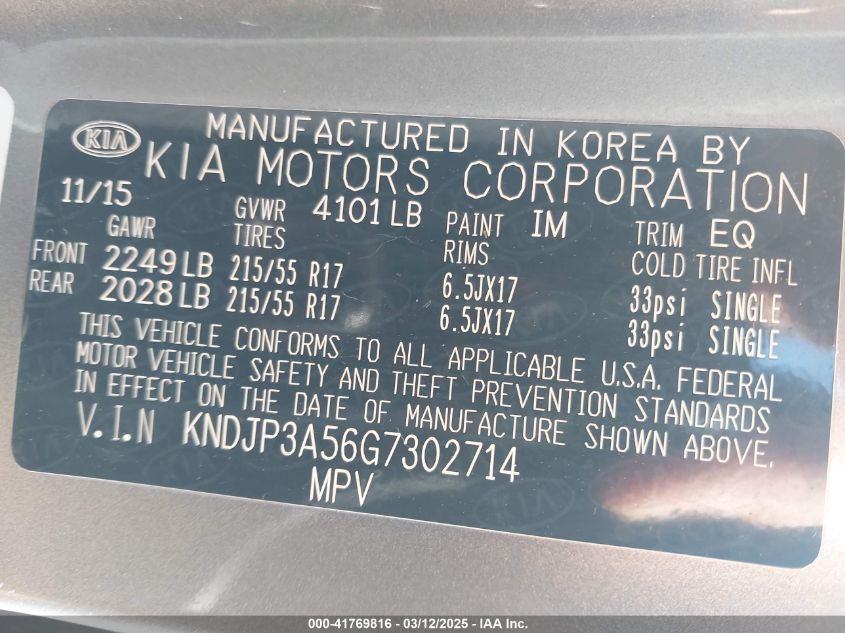 KIA MANUFACTURED IN KOREA BY
KIA MOTORS CORPORATION
11/15 GVWR 4101 LB PAINT IM TRIM EQ
GAWR TIRES RIMS COLD TIRE INFL
FRONT 2249 LB 215/55 R17 6.5JX17 33psi SINGLE
REAR 2028 LB 215/55 R17 6.5JX17 33psi SINGLE
THIS VEHICLE CONFORMS TO ALL APPLICABLE U.S.A. FEDERAL
MOTOR VEHICLE SAFETY AND THEFT PREVENTION STANDARDS
IN EFFECT ON THE DATE OF MANUFACTURE SHOWN ABOVE.
V.I.N KNDJP3A56G7302714
MPV
000-41769816 - 03/12/2025 - IAA Inc.